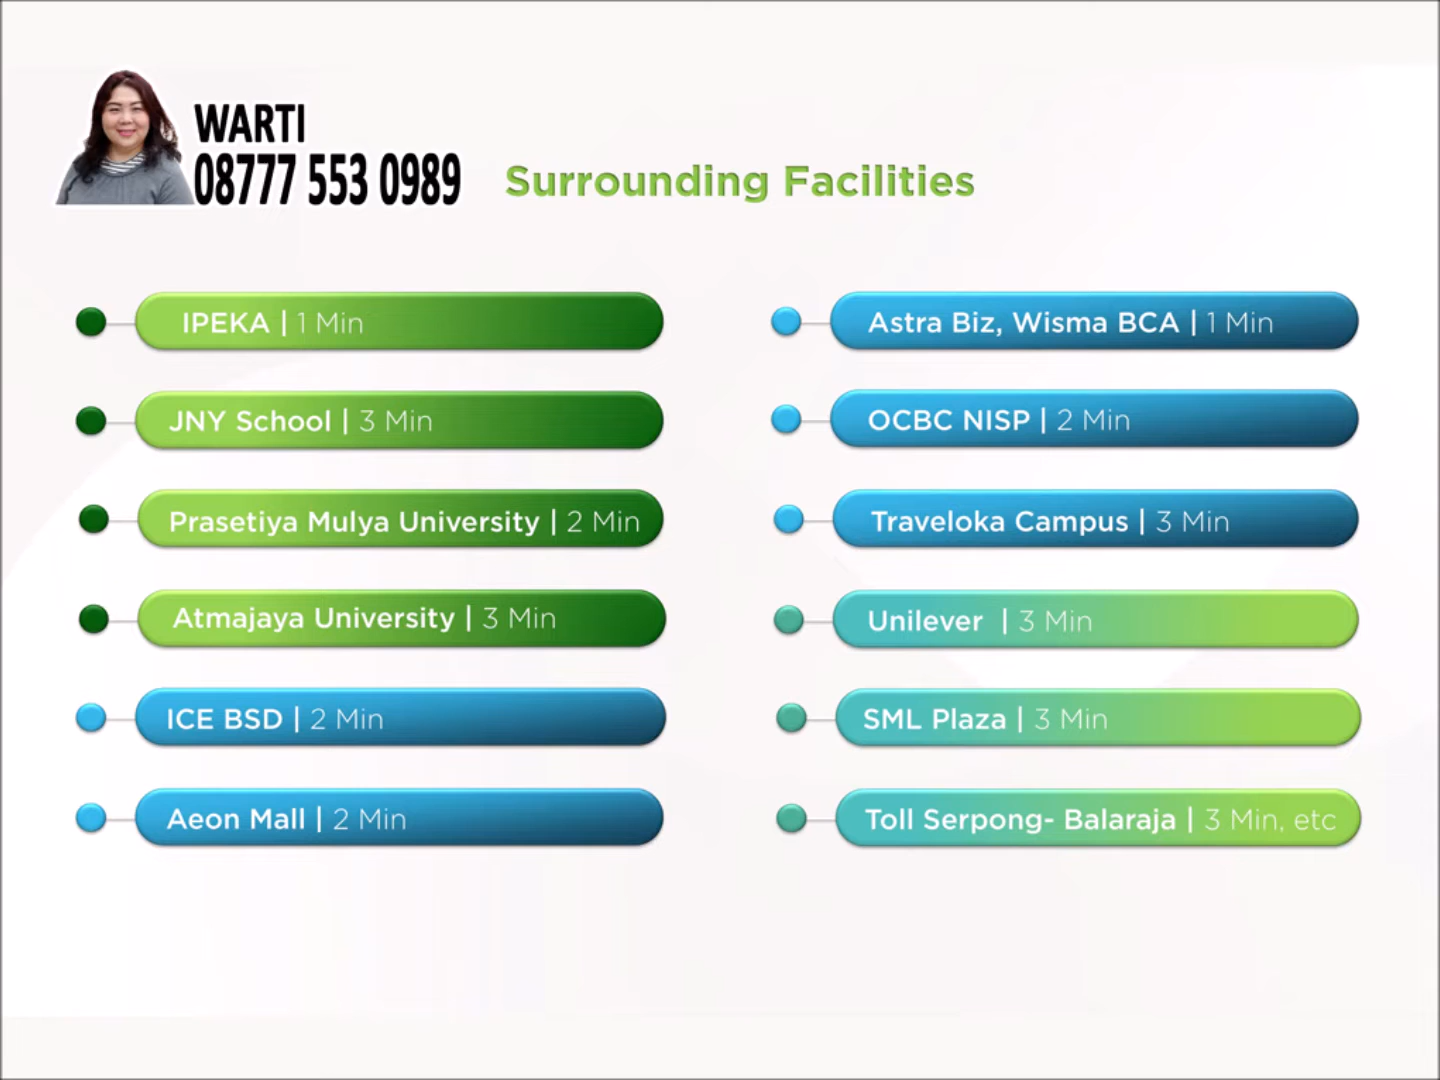 WARTI
08777 553 0989
Surrounding Facilities
IPEKA | 1 Min
JNY School | 3 Min
Prasetiya Mulya University | 2 Min
Atmajaya University | 3 Min
ICE BSD | 2 Min
Aeon Mall | 2 Min
Astra Biz, Wisma BCA | 1 Min
OCBC NISP | 2 Min
Traveloka Campus | 3 Min
Unilever | 3 Min
SML Plaza | 3 Min
Toll Serpong- Balaraja | 3 Min, etc